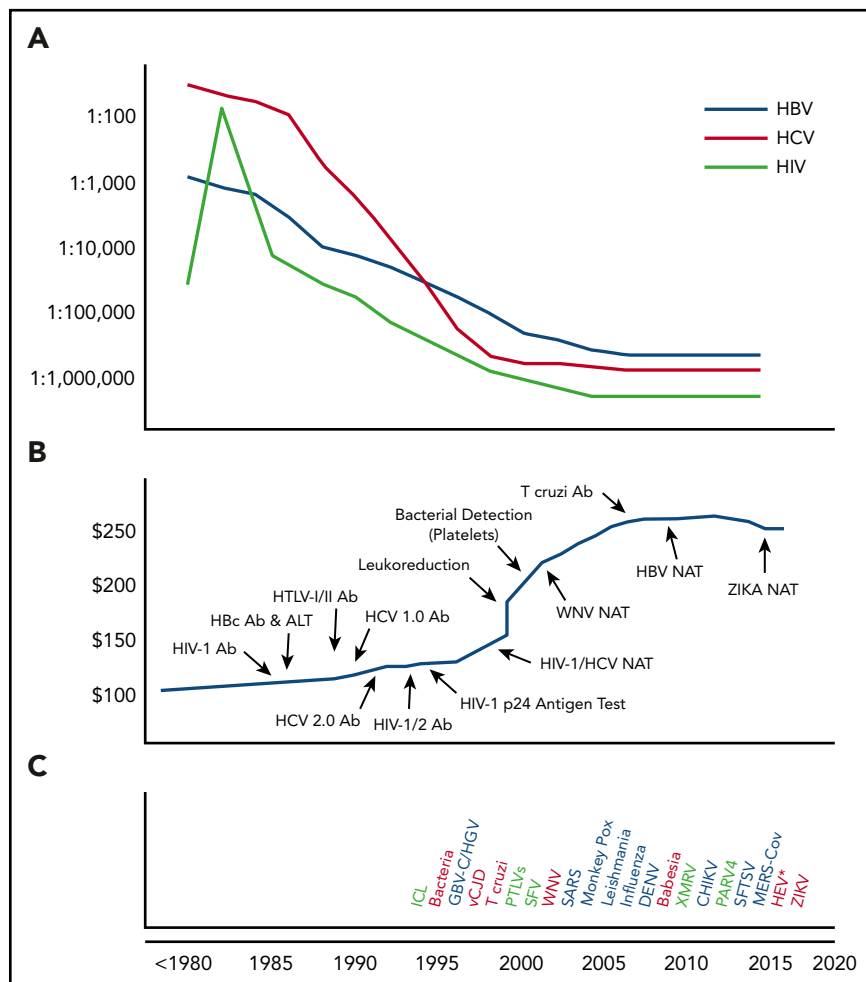 A
1:100
1:1,000
1:10,000
1:100,000
1:1,000,000
HBV
HCV
HIV
B
$250
$200
$150
$100
T cruzi Ab
Bacterial Detection
(Platelets)
Leukoreduction
HTLV-I/II Ab
HBc Ab & ALT
HIV-1 Ab
HCV 1.0 Ab
HCV 2.0 Ab
HIV-1/2 Ab
HIV-1 p24 Antigen Test
HIV-1/HCV NAT
WNV NAT
HBV NAT
ZIKA NAT
C
ICL
Bacteria
GBV-C/HGV
vCJD
T cruzi
PTLVs
SFV
WNV
SARS
Monkey Pox
Leishmania
Influenza
DENV
Babesia
XMRV
CHIKV
PARV4
SFTSV
MERS-Cov
HEV*
ZIKV
<1980 1985 1990 1995 2000 2005 2010 2015 2020